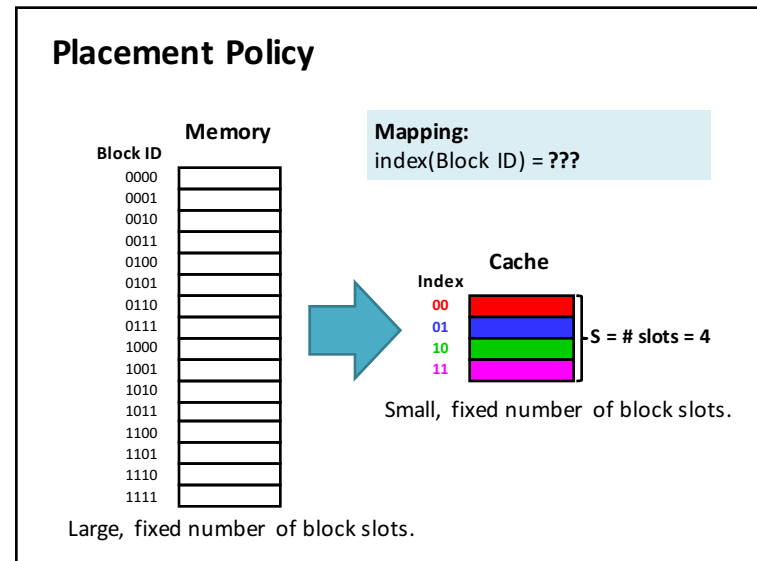 Placement Policy
Memory
Block ID
0000
0001
0010
0011
0100
0101
0110
0111
1000
1001
1010
1011
1100
1101
1110
1111
Large, fixed number of block slots.
Mapping:
index(Block ID) = ???
Cache
Index
00
01
10
11
S = # slots = 4
Small, fixed number of block slots.